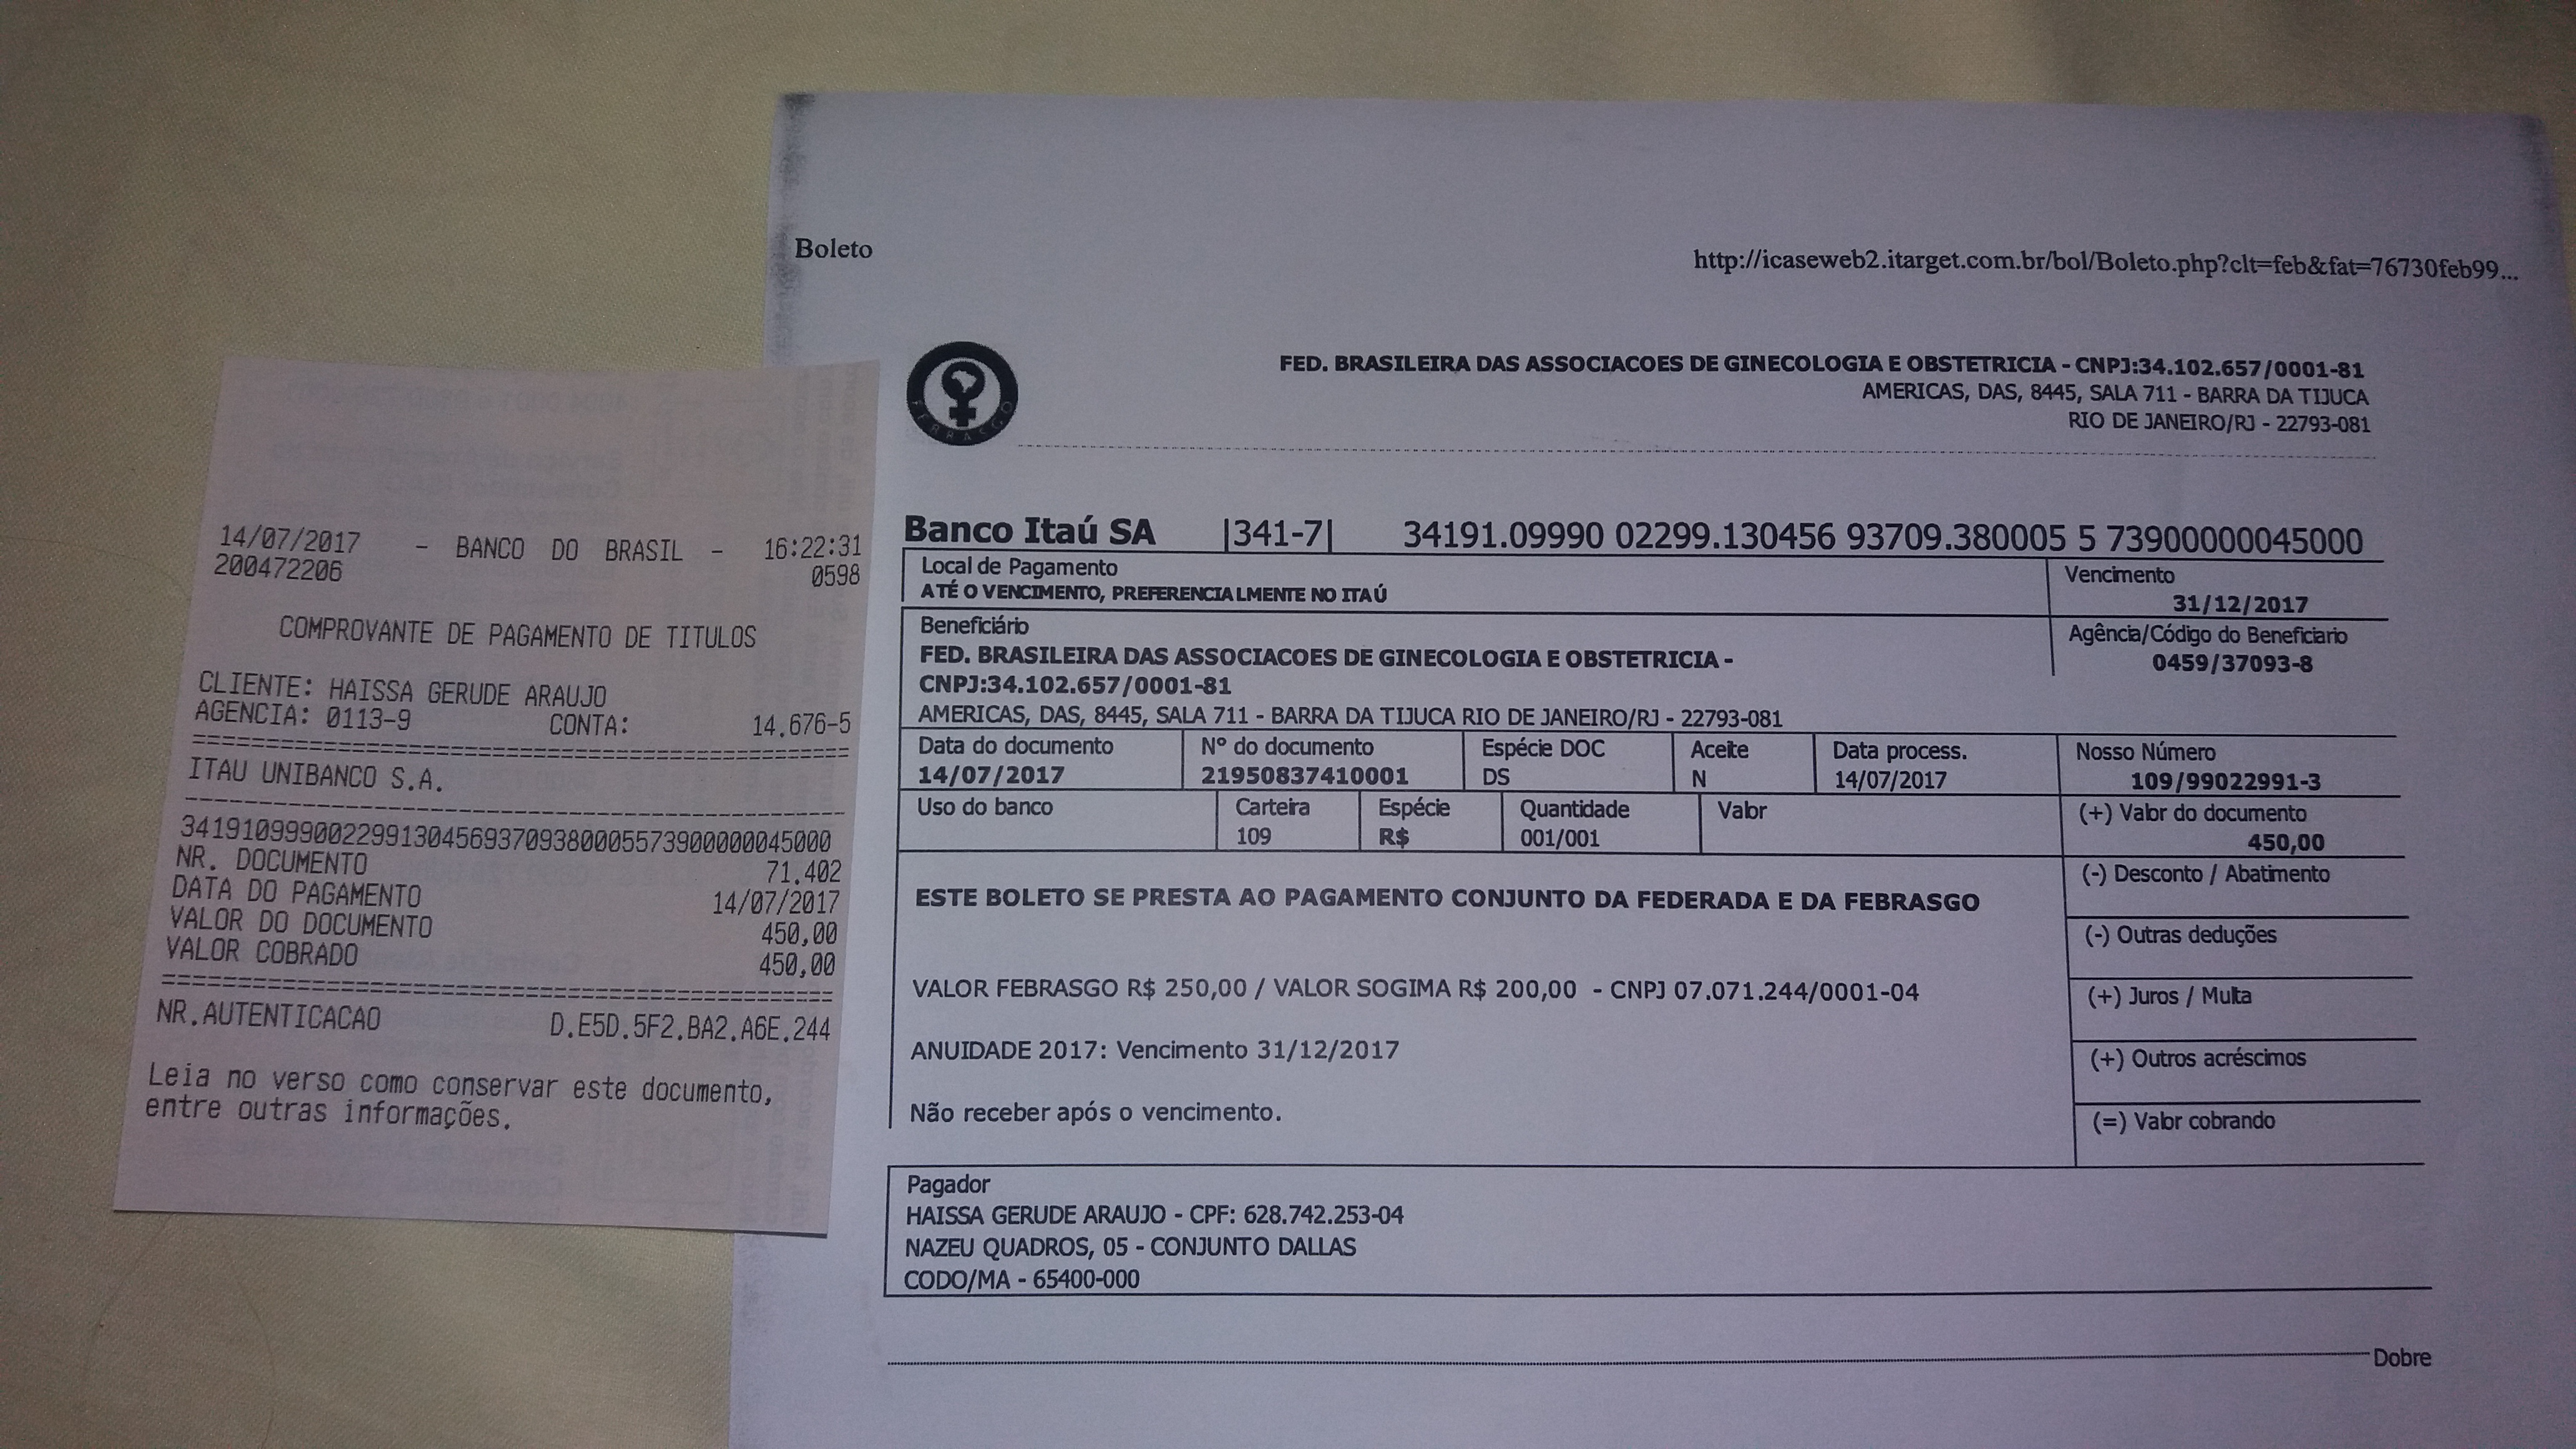 14/07/2017 - BANCO DO BRASIL - 16:22:31
200472206 0598
COMPROVANTE DE PAGAMENTO DE TITULOS
CLIENTE: HAISSA GERUDE ARAUJO
AGENCIA: 0113-9 CONTA: 14.676-5
================================================
ITAU UNIBANCO S.A.
------------------------------------------------
34191099900229913045693709380005573900000045000
NR. DOCUMENTO 71.402
DATA DO PAGAMENTO 14/07/2017
VALOR DO DOCUMENTO 450,00
VALOR COBRADO 450,00
================================================
NR.AUTENTICACAO D.E5D.5F2.BA2.A6E.244
Leia no verso como conservar este documento,
entre outras informações.
Boleto http://icaseweb2.itarget.com.br/bol/Boleto.php?clt=feb&fat=76730feb99...
FEBRASGO
FED. BRASILEIRA DAS ASSOCIACOES DE GINECOLOGIA E OBSTETRICIA - CNPJ:34.102.657/0001-81
AMERICAS, DAS, 8445, SALA 711 - BARRA DA TIJUCA
RIO DE JANEIRO/RJ - 22793-081
Banco Itaú SA |341-7| 34191.09990 02299.130456 93709.380005 5 73900000045000
Local de Pagamento Vencimento
ATÉ O VENCIMENTO, PREFERENCIALMENTE NO ITAÚ 31/12/2017
Beneficiário Agência/Código do Beneficiario
FED. BRASILEIRA DAS ASSOCIACOES DE GINECOLOGIA E OBSTETRICIA - 0459/37093-8
CNPJ:34.102.657/0001-81
AMERICAS, DAS, 8445, SALA 711 - BARRA DA TIJUCA RIO DE JANEIRO/RJ - 22793-081
Data do documento Nº do documento Espécie DOC Aceite Data process. Nosso Número
14/07/2017 21950837410001 DS N 14/07/2017 109/99022991-3
Uso do banco Carteira Espécie Quantidade Valor (+) Valor do documento
109 R$ 001/001 450,00
(-) Desconto / Abatimento
ESTE BOLETO SE PRESTA AO PAGAMENTO CONJUNTO DA FEDERADA E DA FEBRASGO
(-) Outras deduções
VALOR FEBRASGO R$ 250,00 / VALOR SOGIMA R$ 200,00 - CNPJ 07.071.244/0001-04
(+) Juros / Multa
ANUIDADE 2017: Vencimento 31/12/2017
(+) Outros acréscimos
Não receber após o vencimento.
(=) Valor cobrando
Pagador
HAISSA GERUDE ARAUJO - CPF: 628.742.253-04
NAZEU QUADROS, 05 - CONJUNTO DALLAS
CODO/MA - 65400-000
Dobre